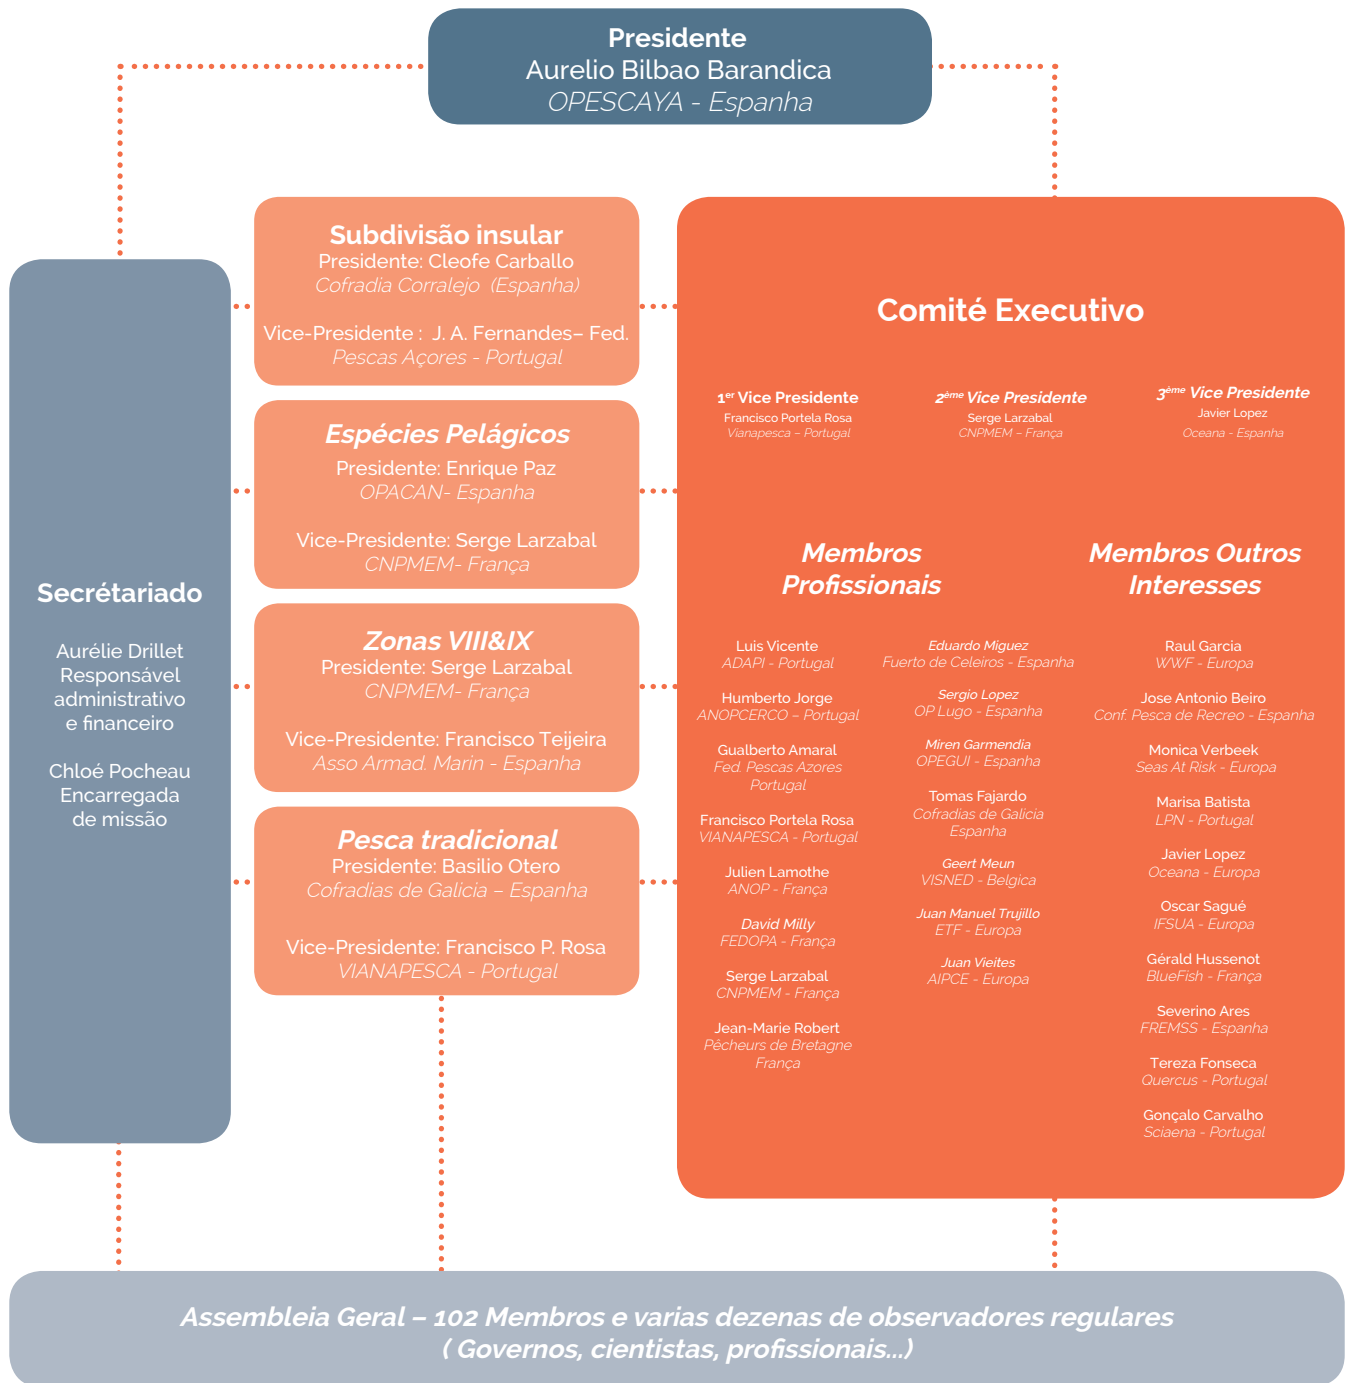 Presidente
Aurelio Bilbao Barandica
OPESCAYA - Espanha
Secrétariado
Aurélie Drillet
Responsável
administrativo
e financeiro
Chloé Pocheau
Encarregada
de missão
Subdivisão insular
Presidente: Cleofe Carballo
Cofradia Corralejo (Espanha)
Vice-Presidente : J. A. Fernandes– Fed.
Pescas Açores - Portugal
Espécies Pelágicos
Presidente: Enrique Paz
OPACAN- Espanha
Vice-Presidente: Serge Larzabal
CNPMEM- França
Zonas VIII&IX
Presidente: Serge Larzabal
CNPMEM- França
Vice-Presidente: Francisco Teijeira
Asso Armad. Marin - Espanha
Pesca tradicional
Presidente: Basilio Otero
Cofradias de Galicia – Espanha
Vice-Presidente: Francisco P. Rosa
VIANAPESCA - Portugal
Comité Executivo
1er Vice Presidente
Francisco Portela Rosa
Vianapesca – Portugal
2ème Vice Presidente
Serge Larzabal
CNPMEM – França
3ème Vice Presidente
Javier Lopez
Oceana - Espanha
Membros
Profissionais
Luis Vicente
ADAPI - Portugal
Humberto Jorge
ANOPCERCO – Portugal
Gualberto Amaral
Fed. Pescas Azores
Portugal
Francisco Portela Rosa
VIANAPESCA - Portugal
Julien Lamothe
ANOP - França
David Milly
FEDOPA - França
Serge Larzabal
CNPMEM - França
Jean-Marie Robert
Pêcheurs de Bretagne
França
Eduardo Miguez
Fuerto de Celeiros - Espanha
Sergio Lopez
OP Lugo - Espanha
Miren Garmendia
OPEGUI - Espanha
Tomas Fajardo
Cofradias de Galicia
Espanha
Geert Meun
VISNED - Belgica
Juan Manuel Trujillo
ETF - Europa
Juan Vieites
AIPCE - Europa
Membros Outros
Interesses
Raul Garcia
WWF - Europa
Jose Antonio Beiro
Conf. Pesca de Recreo - Espanha
Monica Verbeek
Seas At Risk - Europa
Marisa Batista
LPN - Portugal
Javier Lopez
Oceana - Europa
Oscar Sagué
IFSUA - Europa
Gérald Hussenot
BlueFish - França
Severino Ares
FREMSS - Espanha
Tereza Fonseca
Quercus - Portugal
Gonçalo Carvalho
Sciaena - Portugal
Assembleia Geral – 102 Membros e varias dezenas de observadores regulare
( Governos, cientistas, profissionais...)